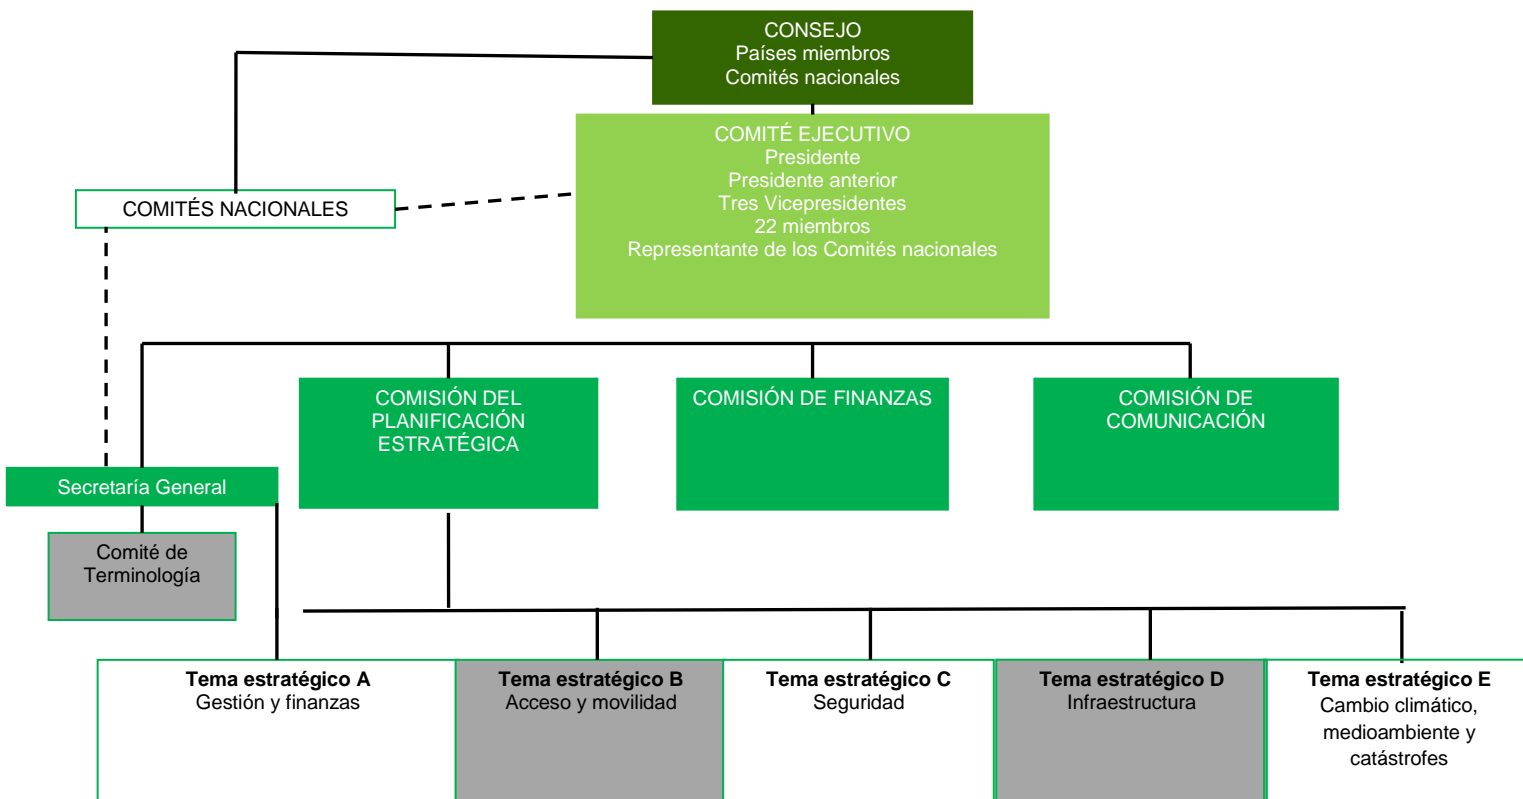 CONSEJO
Países miembros
Comités nacionales
COMITÉ EJECUTIVO
Presidente
Presidente anterior
Tres Vicepresidentes
22 miembros
Representante de los Comités nacionales
COMITÉS NACIONALES
COMISIÓN DEL
PLANIFICACIÓN
ESTRATÉGICA
COMISIÓN DE FINANZAS
COMISIÓN DE
COMUNICACIÓN
Secretaría General
Comité de
Terminología
Tema estratégico A
Gestión y finanzas
Tema estratégico B
Acceso y movilidad
Tema estratégico C
Seguridad
Tema estratégico D
Infraestructura
Tema estratégico E
Cambio climático,
medioambiente y
catástrofes